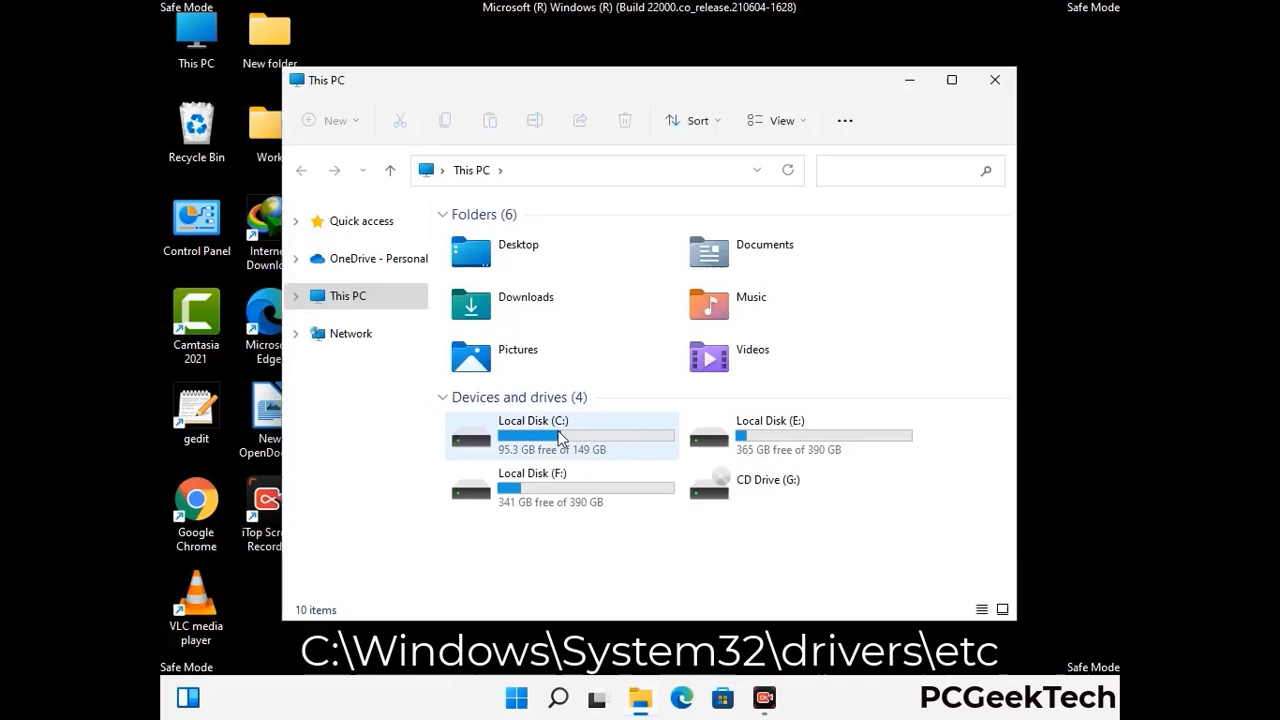 Safe Mode
Microsoft (R) Windows (R) (Build 22000.co_release.210604-1628)
Safe Mode
This PC
New folder
Recycle Bin
Work
Control Panel
Intern
Downlo
Camtasia
2021
Micros
Edge
gedit
New
OpenDo
Google
Chrome
iTop Scr
Record
VLC media
player
This PC
New
Sort
View
This PC
Quick access
OneDrive - Personal
This PC
Network
Folders (6)
Desktop
Documents
Downloads
Music
Pictures
Videos
Devices and drives (4)
Local Disk (C:)
95.3 GB free of 149 GB
Local Disk (E:)
365 GB free of 390 GB
Local Disk (F:)
341 GB free of 390 GB
CD Drive (G:)
10 items
C:\Windows\System32\drivers\etc
Safe Mode
Safe Mode
PCGeekTech